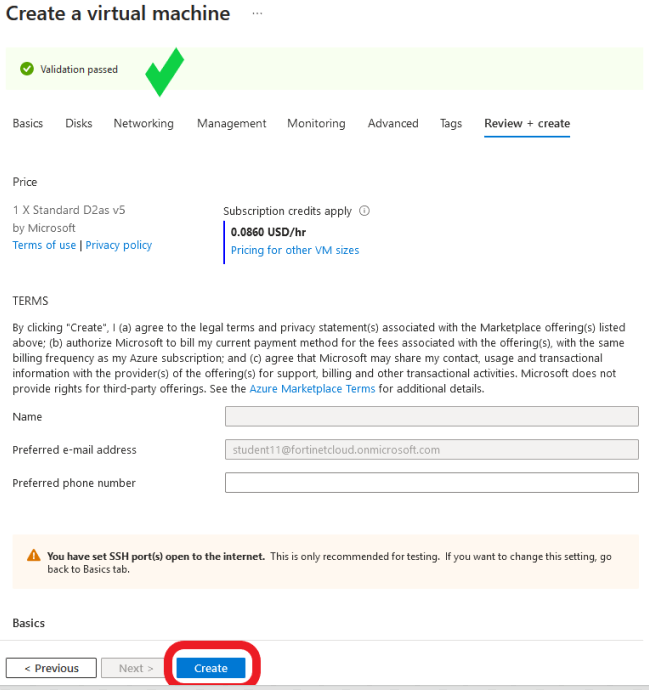 Create a virtual machine ...
Validation passed
Basics Disks Networking Management Monitoring Advanced Tags Review + create
Price
1 X Standard D2as v5
by Microsoft
Terms of use | Privacy policy
Subscription credits apply
0.0860 USD/hr
Pricing for other VM sizes
TERMS
By clicking "Create", I (a) agree to the legal terms and privacy statement(s) associated with the Marketplace offering(s) listed
above; (b) authorize Microsoft to bill my current payment method for the fees associated with the offering(s), with the same
billing frequency as my Azure subscription; and (c) agree that Microsoft may share my contact, usage and transactional
information with the provider(s) of the offering(s) for support, billing and other transactional activities. Microsoft does not
provide rights for third-party offerings. See the Azure Marketplace Terms for additional details.
Name
Preferred e-mail address student11@fortinetcloud.onmicrosoft.com
Preferred phone number
You have set SSH port(s) open to the internet. This is only recommended for testing. If you want to change this setting, go
back to Basics tab.
Basics
< Previous Next > Create